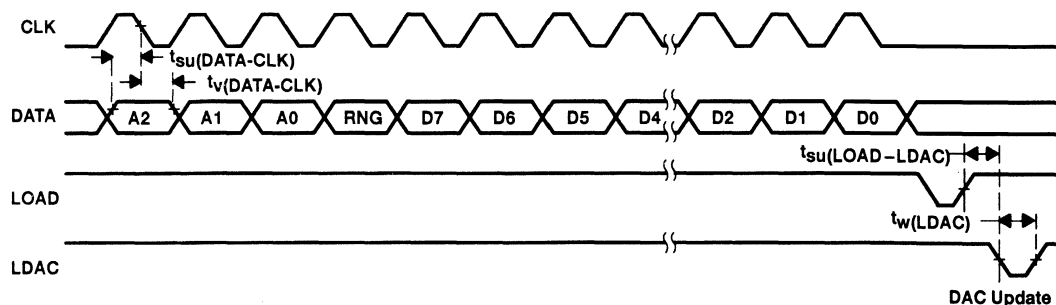 CLK
tsu(DATA-CLK)
tv(DATA-CLK)
DATA
A2 A1 A0 RNG D7 D6 D5 D4 D2 D1 D0
tsu(LOAD–LDAC)
LOAD
tw(LDAC)
LDAC
DAC Update